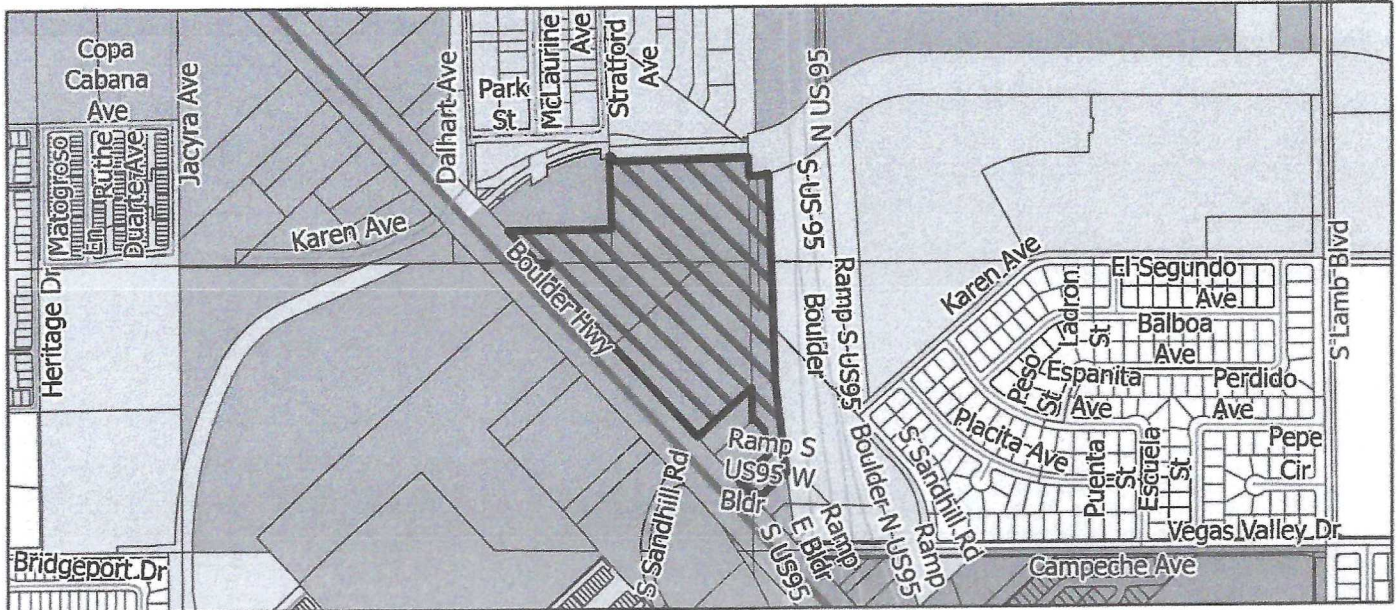 Copa
Cabana
Ave
Jacyra Ave
Matogroso
Ln
Ruthe
Duarte Ave
Heritage Dr
Bridgeport Dr
Karen Ave
Dalhart Ave
Park
St
McLaurine
Ave
Stratford
Ave
Boulder Hwy
S Sandhill Rd
N US95
S-US-95
Boulder
Ramp-S-US95
Ramp S
US95 W
Bldr
S US95
E Bldr
Ramp
Boulder-N-US95
Ramp
S Sandhill Rd
Karen Ave
El Segundo
Ave
Ladron
St
Balboa
Ave
Peso
St
Espanita
Ave
Perdido
Ave
Placita Ave
Puenta
St
Escuela
St
Pepe
Cir
Vegas Valley Dr
Campeche Ave
S Lamb Blvd